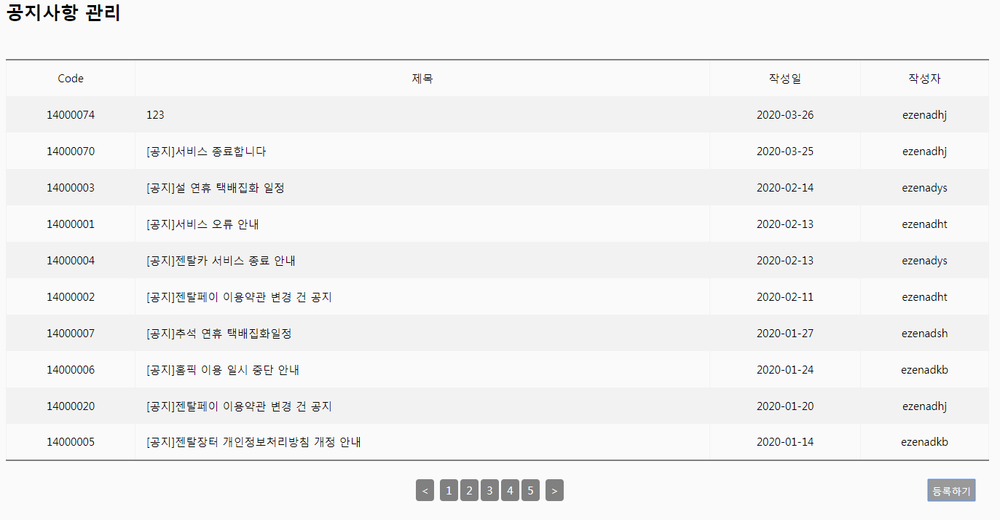 공지사항 관리
Code 제목 작성일 작성자
14000074 123 2020-03-26 ezenadhj
14000070 [공지]서비스 종료합니다 2020-03-25 ezenadhj
14000003 [공지]설 연휴 택배집화 일정 2020-02-14 ezenadys
14000001 [공지]서비스 오류 안내 2020-02-13 ezenadht
14000004 [공지]젠탈카 서비스 종료 안내 2020-02-13 ezenadys
14000002 [공지]젠탈페이 이용약관 변경 건 공지 2020-02-11 ezenadht
14000007 [공지]추석 연휴 택배집화일정 2020-01-27 ezenadsh
14000006 [공지]홈픽 이용 일시 중단 안내 2020-01-24 ezenadkb
14000020 [공지]젠탈페이 이용약관 변경 건 공지 2020-01-20 ezenadhj
14000005 [공지]젠탈장터 개인정보처리방침 개정 안내 2020-01-14 ezenadkb
< 1 2 3 4 5 > 등록하기